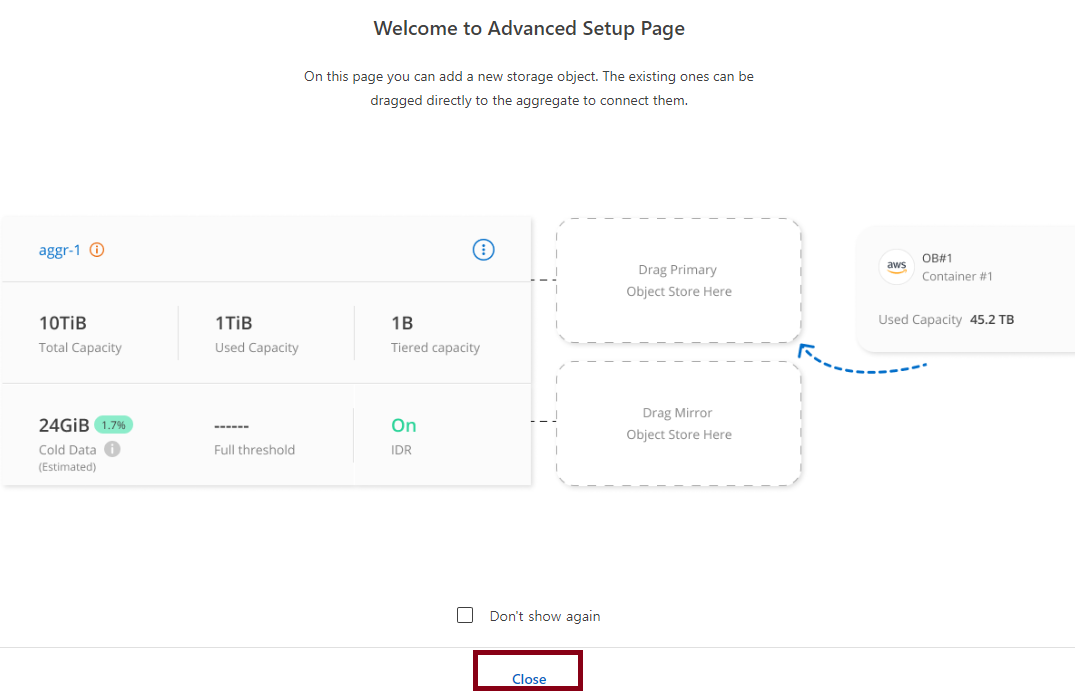 Welcome to Advanced Setup Page
On this page you can add a new storage object. The existing ones can be
dragged directly to the aggregate to connect them.
aggr-1
10TiB
Total Capacity
1TiB
Used Capacity
1B
Tiered capacity
24GiB 1.7%
Cold Data
(Estimated)
------
Full threshold
On
IDR
Drag Primary
Object Store Here
Drag Mirror
Object Store Here
aws
OB#1
Container #1
Used Capacity 45.2 TB
Don't show again
Close